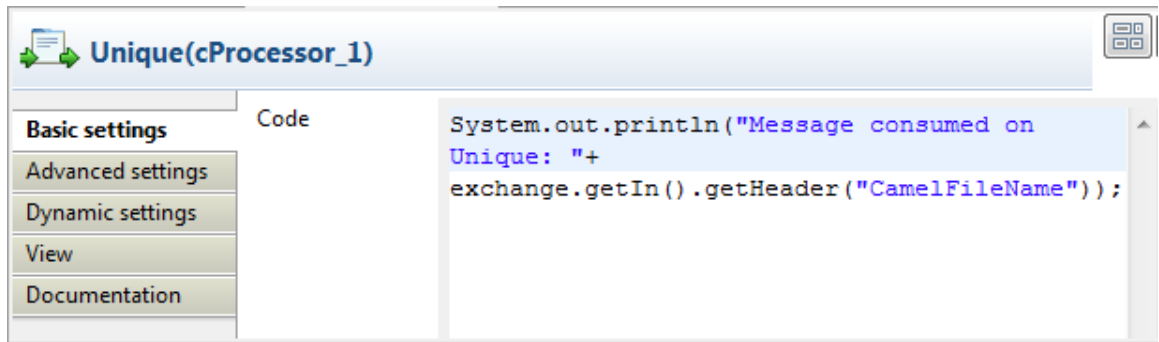 Unique(cProcessor_1)
Basic settings
Advanced settings
Dynamic settings
View
Documentation
Code
System.out.println("Message consumed on
Unique: "+
exchange.getIn().getHeader("CamelFileName"));